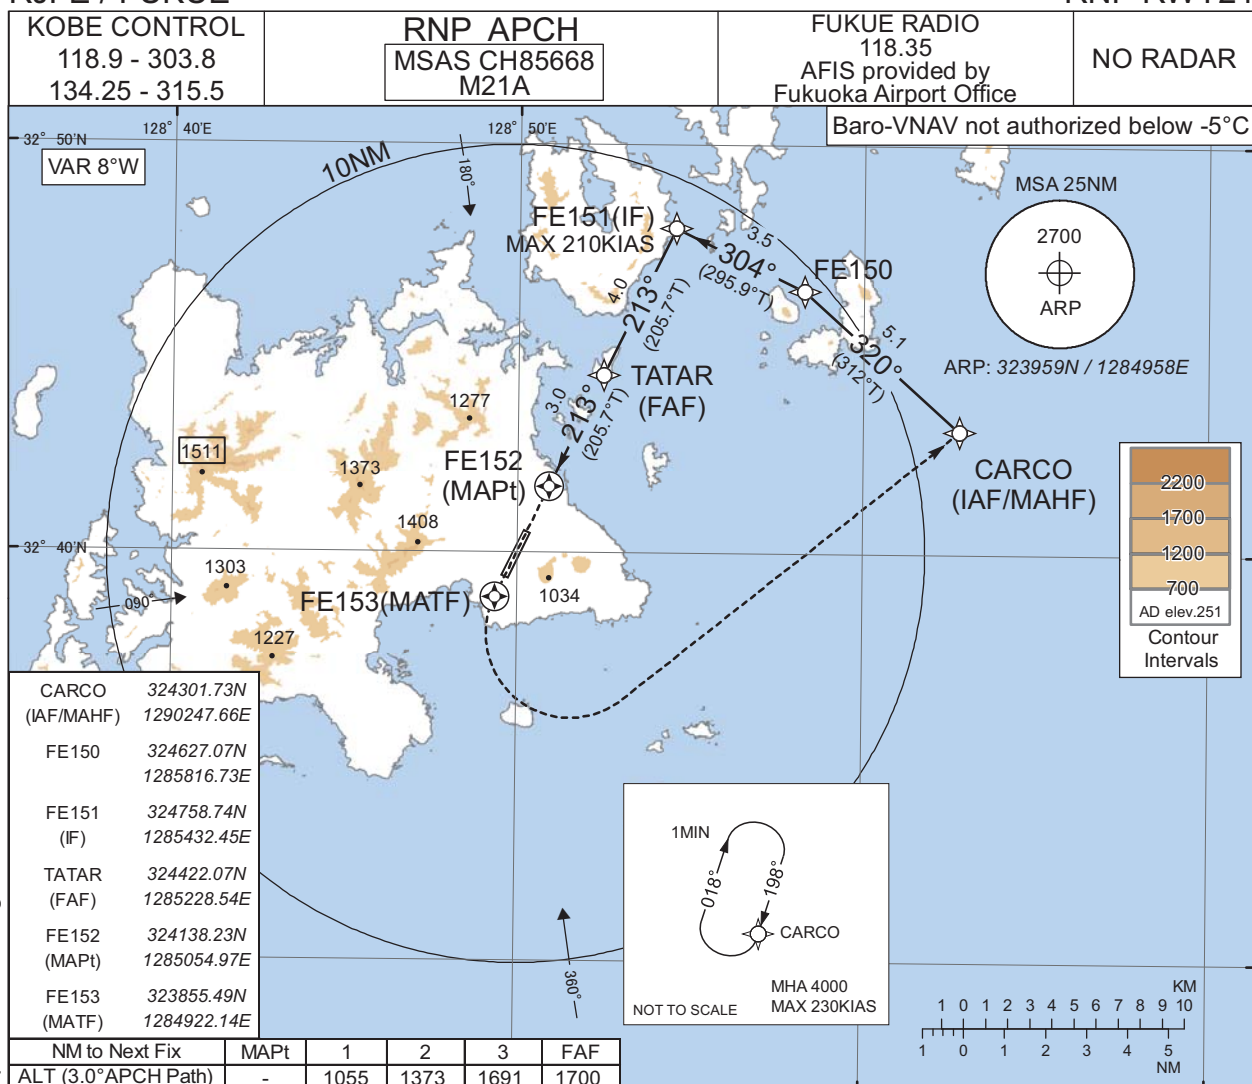 KOBE CONTROL
118.9 - 303.8
134.25 - 315.5
RNP APCH
MSAS CH85668
M21A
FUKUE RADIO
118.35
AFIS provided by
Fukuoka Airport Office
NO RADAR
Baro-VNAV not authorized below -5°C
32° 50'N
128° 40'E
128° 50'E
VAR 8°W
10NM
180°
FE151(IF)
MAX 210KIAS
3.5
304°
(295.9°T)
FE150
MSA 25NM
2700
ARP
ARP: 323959N / 1284958E
5.1
320°
(312°T)
4.0
213°
(205.7°T)
TATAR
(FAF)
3.0
213°
(205.7°T)
1277
1511
1373
FE152
(MAPt)
CARCO
(IAF/MAHF)
1408
32° 40'N
1303
090°
FE153(MATF)
1034
1227
2200
1700
1200
700
AD elev.251
Contour
Intervals
CARCO 324301.73N
(IAF/MAHF) 1290247.66E
FE150 324627.07N
1285816.73E
FE151 324758.74N
(IF) 1285432.45E
TATAR 324422.07N
(FAF) 1285228.54E
FE152 324138.23N
(MAPt) 1285054.97E
FE153 323855.49N
(MATF) 1284922.14E
360°
1MIN
018°
198°
CARCO
MHA 4000
MAX 230KIAS
NOT TO SCALE
KM
1 0 1 2 3 4 5 6 7 8 9 10
1 0 1 2 3 4 5
NM
NM to Next Fix MAPt 1 2 3 FAF
ALT (3.0°APCH Path) - 1055 1373 1691 1700